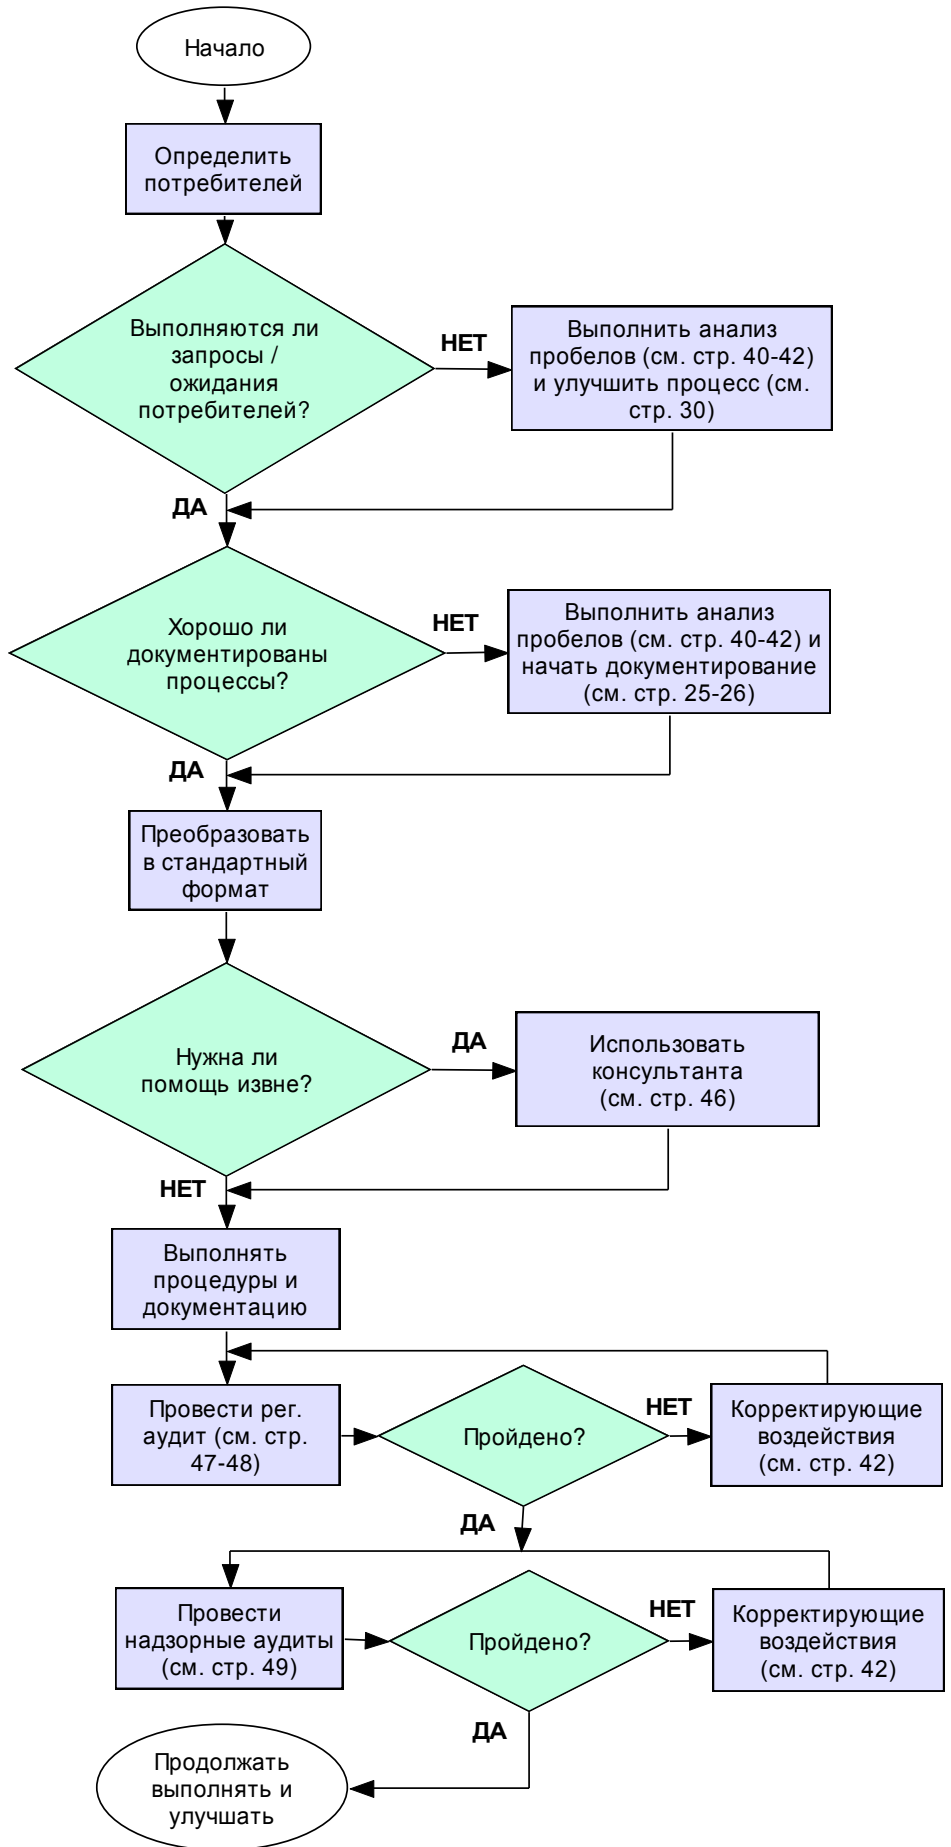 Начало
Определить
потребителей
Выполняются ли
запросы /
ожидания
потребителей?
НЕТ
Выполнить анализ
пробелов (см. стр. 40-42)
и улучшить процесс (см.
стр. 30)
ДА
Хорошо ли
документированы
процессы?
НЕТ
Выполнить анализ
пробелов (см. стр. 40-42) и
начать документирование
(см. стр. 25-26)
ДА
Преобразовать
в стандартный
формат
Нужна ли
помощь извне?
ДА
Использовать
консультанта
(см. стр. 46)
НЕТ
Выполнять
процедуры и
документацию
Провести рег.
аудит (см. стр.
47-48)
Пройдено?
НЕТ
Корректирующие
воздействия
(см. стр. 42)
ДА
Провести
надзорные аудиты
(см. стр. 49)
Пройдено?
НЕТ
Корректирующие
воздействия
(см. стр. 42)
ДА
Продолжать
выполнять и
улучшать